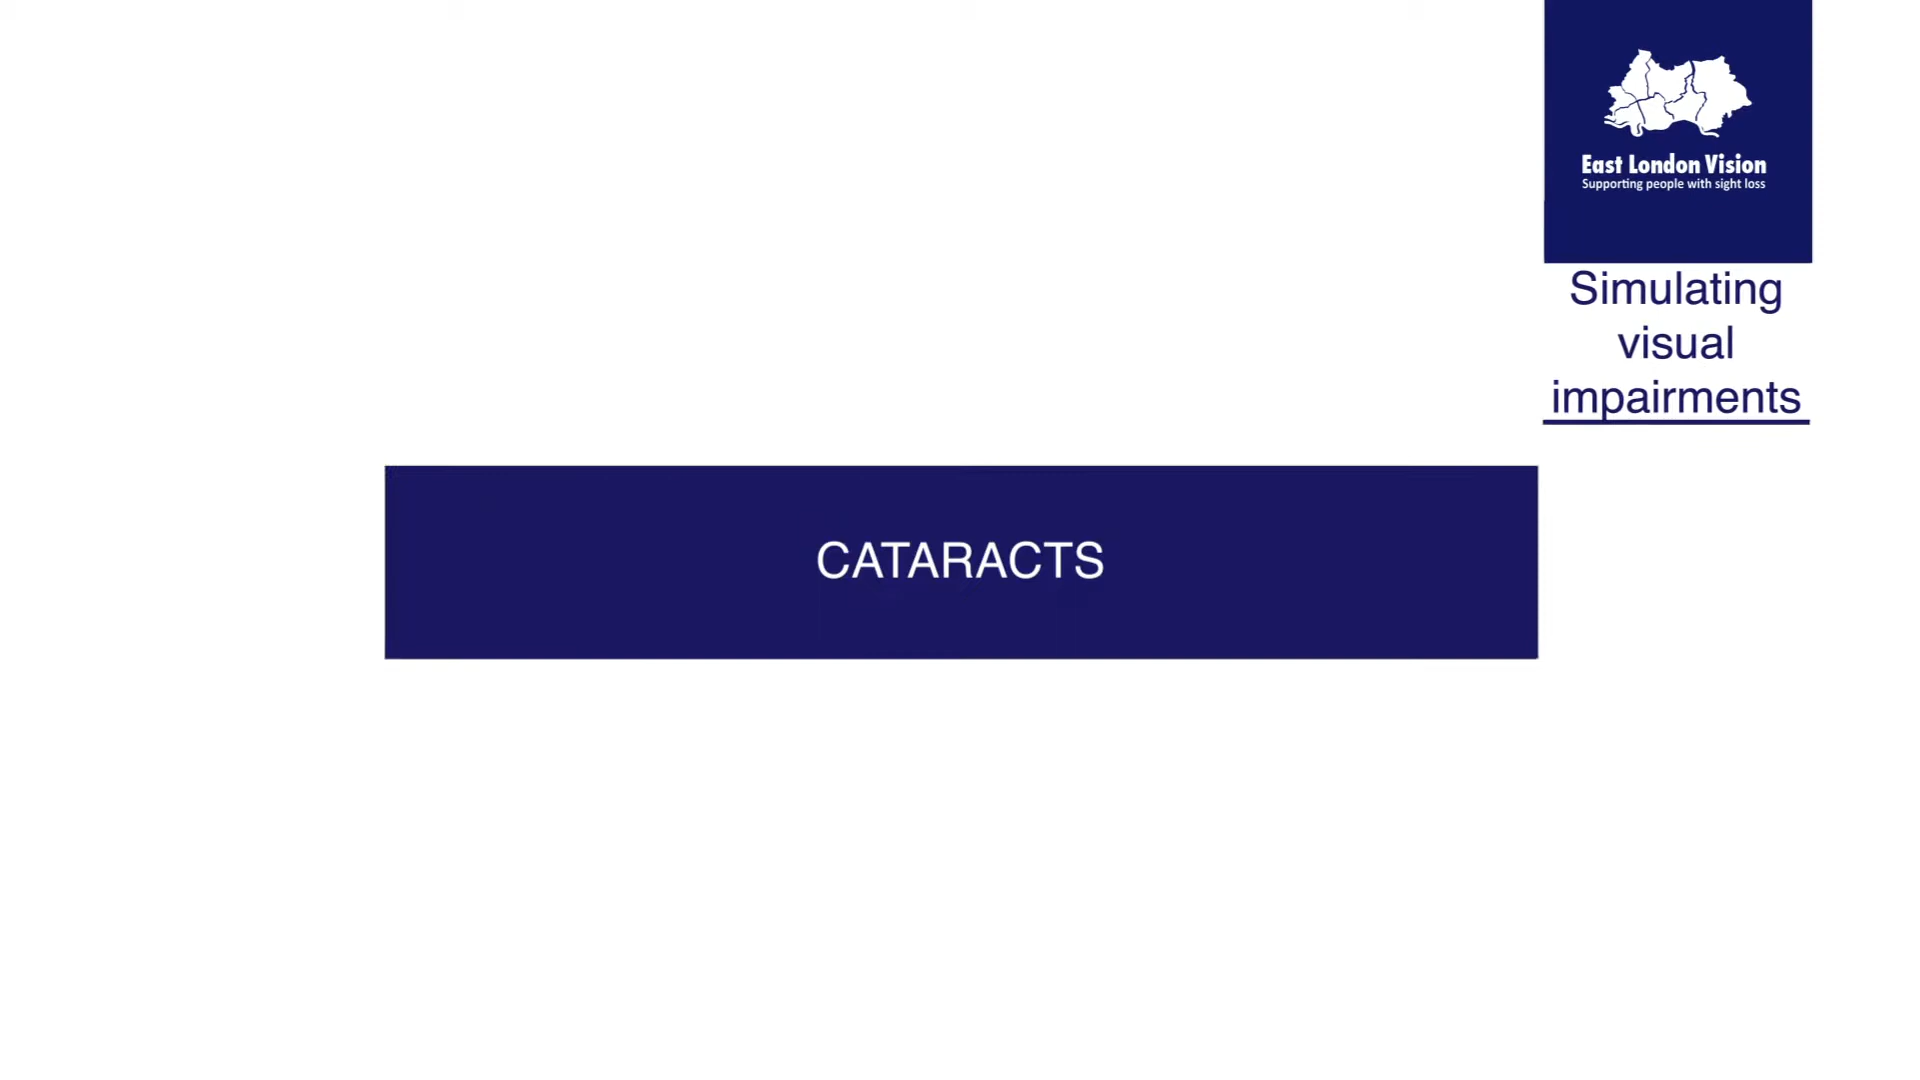 East London Vision
Supporting people with sight loss
Simulating
visual
impairments
CATARACTS